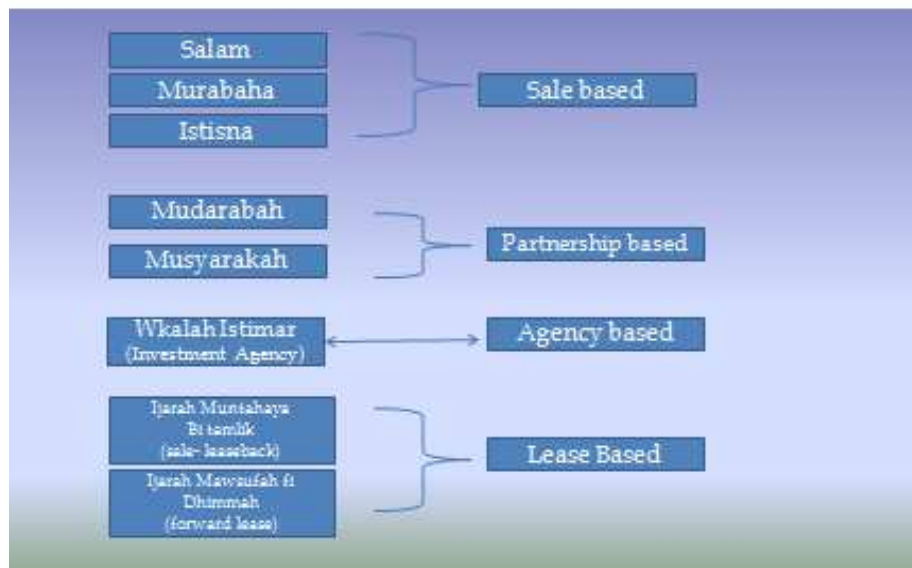 Salam
Murabaha
Istisna
Sale based
Mudarabah
Musyarakah
Partnership based
Wkalah Istimar
(Investment Agency)
Agency based
Ijarah Muntahaya
Bi tamlik
(sale- leaseback)
Ijarah Mawsufah fi
Dhimmah
(forward lease)
Lease Based